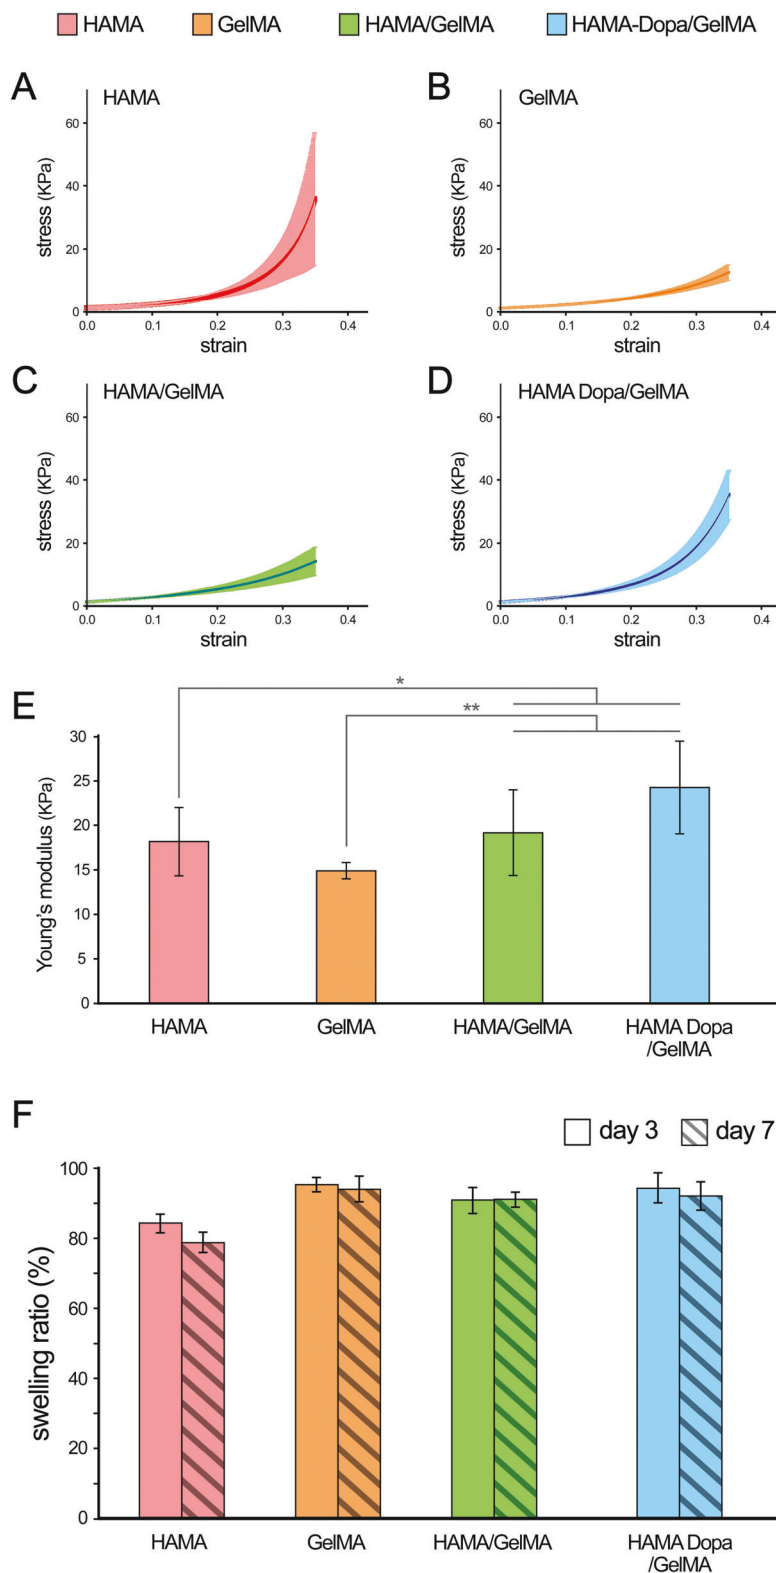 HAMA GelMA HAMA/GelMA HAMA-Dopa/GelMA
A HAMA
60
40
20
0
stress (KPa)
0.0 0.1 0.2 0.3 0.4
strain
B GelMA
60
40
20
0
stress (KPa)
0.0 0.1 0.2 0.3 0.4
strain
C HAMA/GelMA
60
40
20
0
stress (KPa)
0.0 0.1 0.2 0.3 0.4
strain
D HAMA Dopa/GelMA
60
40
20
0
stress (KPa)
0.0 0.1 0.2 0.3 0.4
strain
E
*
**
30
25
20
15
10
5
0
Young's modulus (KPa)
HAMA GelMA HAMA/GelMA HAMA Dopa
/GelMA
F
day 3 day 7
100
80
60
40
20
0
swelling ratio (%)
HAMA GelMA HAMA/GelMA HAMA Dopa
/GelMA